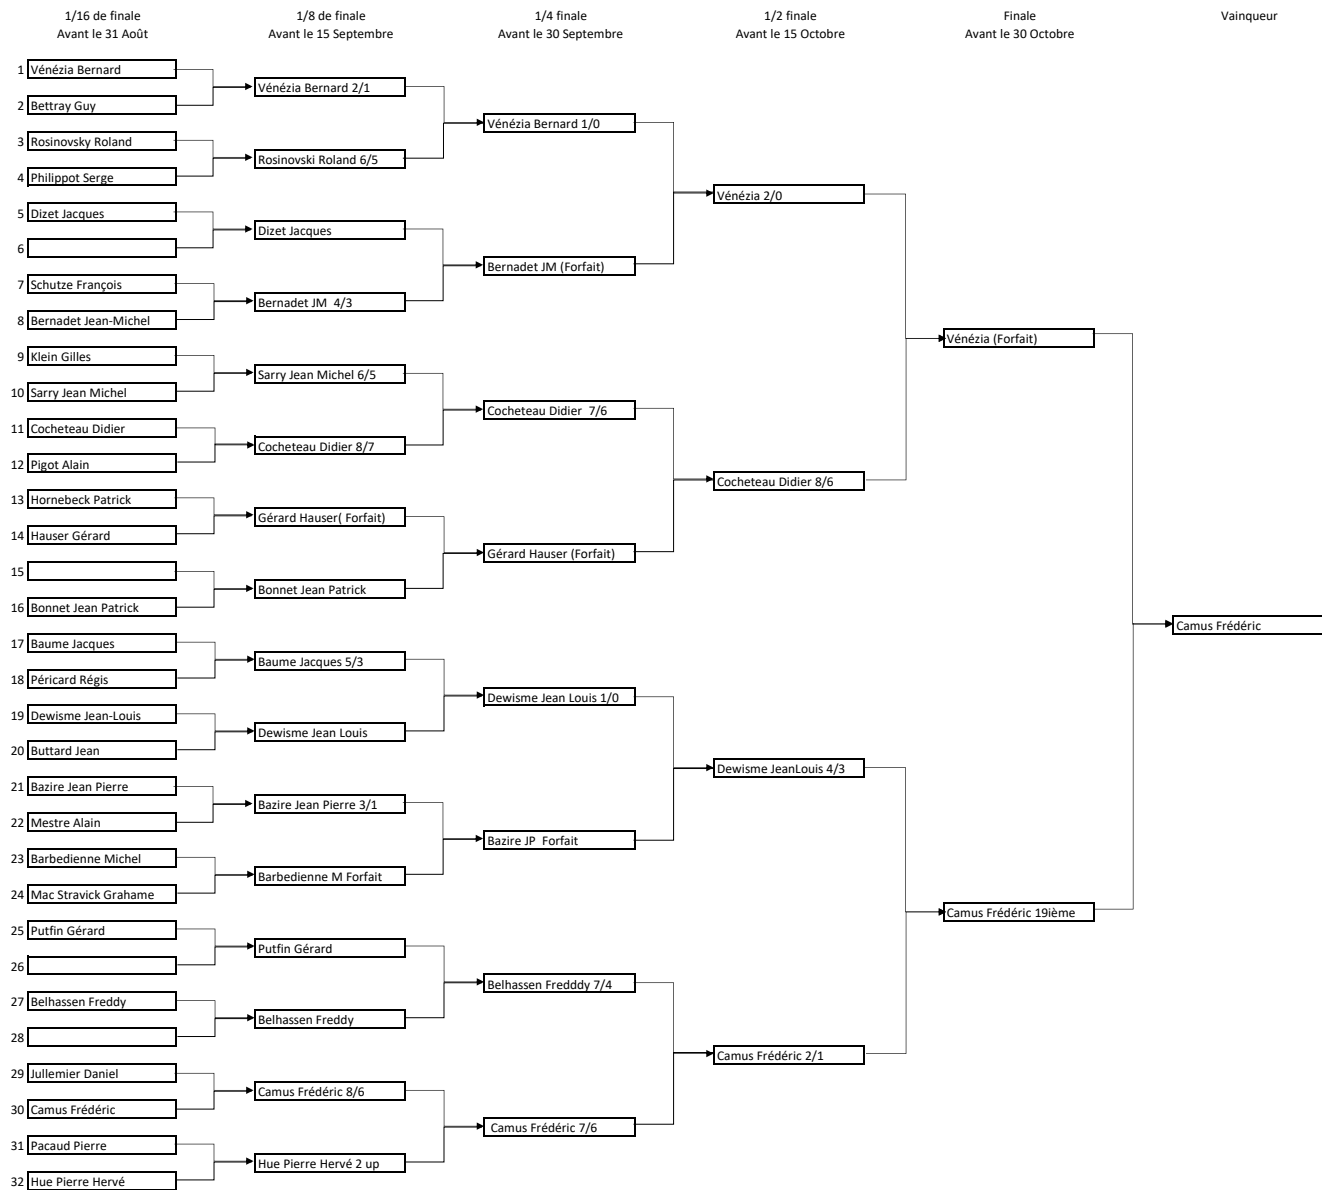 1/16 de finale
Avant le 31 Août
1/8 de finale
Avant le 15 Septembre
1/4 finale
Avant le 30 Septembre
1/2 finale
Avant le 15 Octobre
Finale
Avant le 30 Octobre
Vainqueur
1 Vénézia Bernard
2 Bettray Guy
3 Rosinovsky Roland
4 Philippot Serge
5 Dizet Jacques
6
7 Schutze François
8 Bernadet Jean-Michel
9 Klein Gilles
10 Sarry Jean Michel
11 Cocheteau Didier
12 Pigot Alain
13 Hornebeck Patrick
14 Hauser Gérard
15
16 Bonnet Jean Patrick
17 Baume Jacques
18 Péricard Régis
19 Dewisme Jean-Louis
20 Buttard Jean
21 Bazire Jean Pierre
22 Mestre Alain
23 Barbedienne Michel
24 Mac Stravick Grahame
25 Putfin Gérard
26
27 Belhassen Freddy
28
29 Jullemier Daniel
30 Camus Frédéric
31 Pacaud Pierre
32 Hue Pierre Hervé
Vénézia Bernard 2/1
Rosinovski Roland 6/5
Dizet Jacques
Bernadet JM  4/3
Sarry Jean Michel 6/5
Cocheteau Didier 8/7
Gérard Hauser( Forfait)
Bonnet Jean Patrick
Baume Jacques 5/3
Dewisme Jean Louis
Bazire Jean Pierre 3/1
Barbedienne M Forfait
Putfin Gérard
Belhassen Freddy
Camus Frédéric 8/6
Hue Pierre Hervé 2 up
Vénézia Bernard 1/0
Bernadet JM (Forfait)
Cocheteau Didier  7/6
Gérard Hauser (Forfait)
Dewisme Jean Louis 1/0
Bazire JP  Forfait
Belhassen Fredddy 7/4
Camus Frédéric 7/6
Vénézia 2/0
Cocheteau Didier 8/6
Dewisme JeanLouis 4/3
Camus Frédéric 2/1
Vénézia (Forfait)
Camus Frédéric 19ième
Camus Frédéric